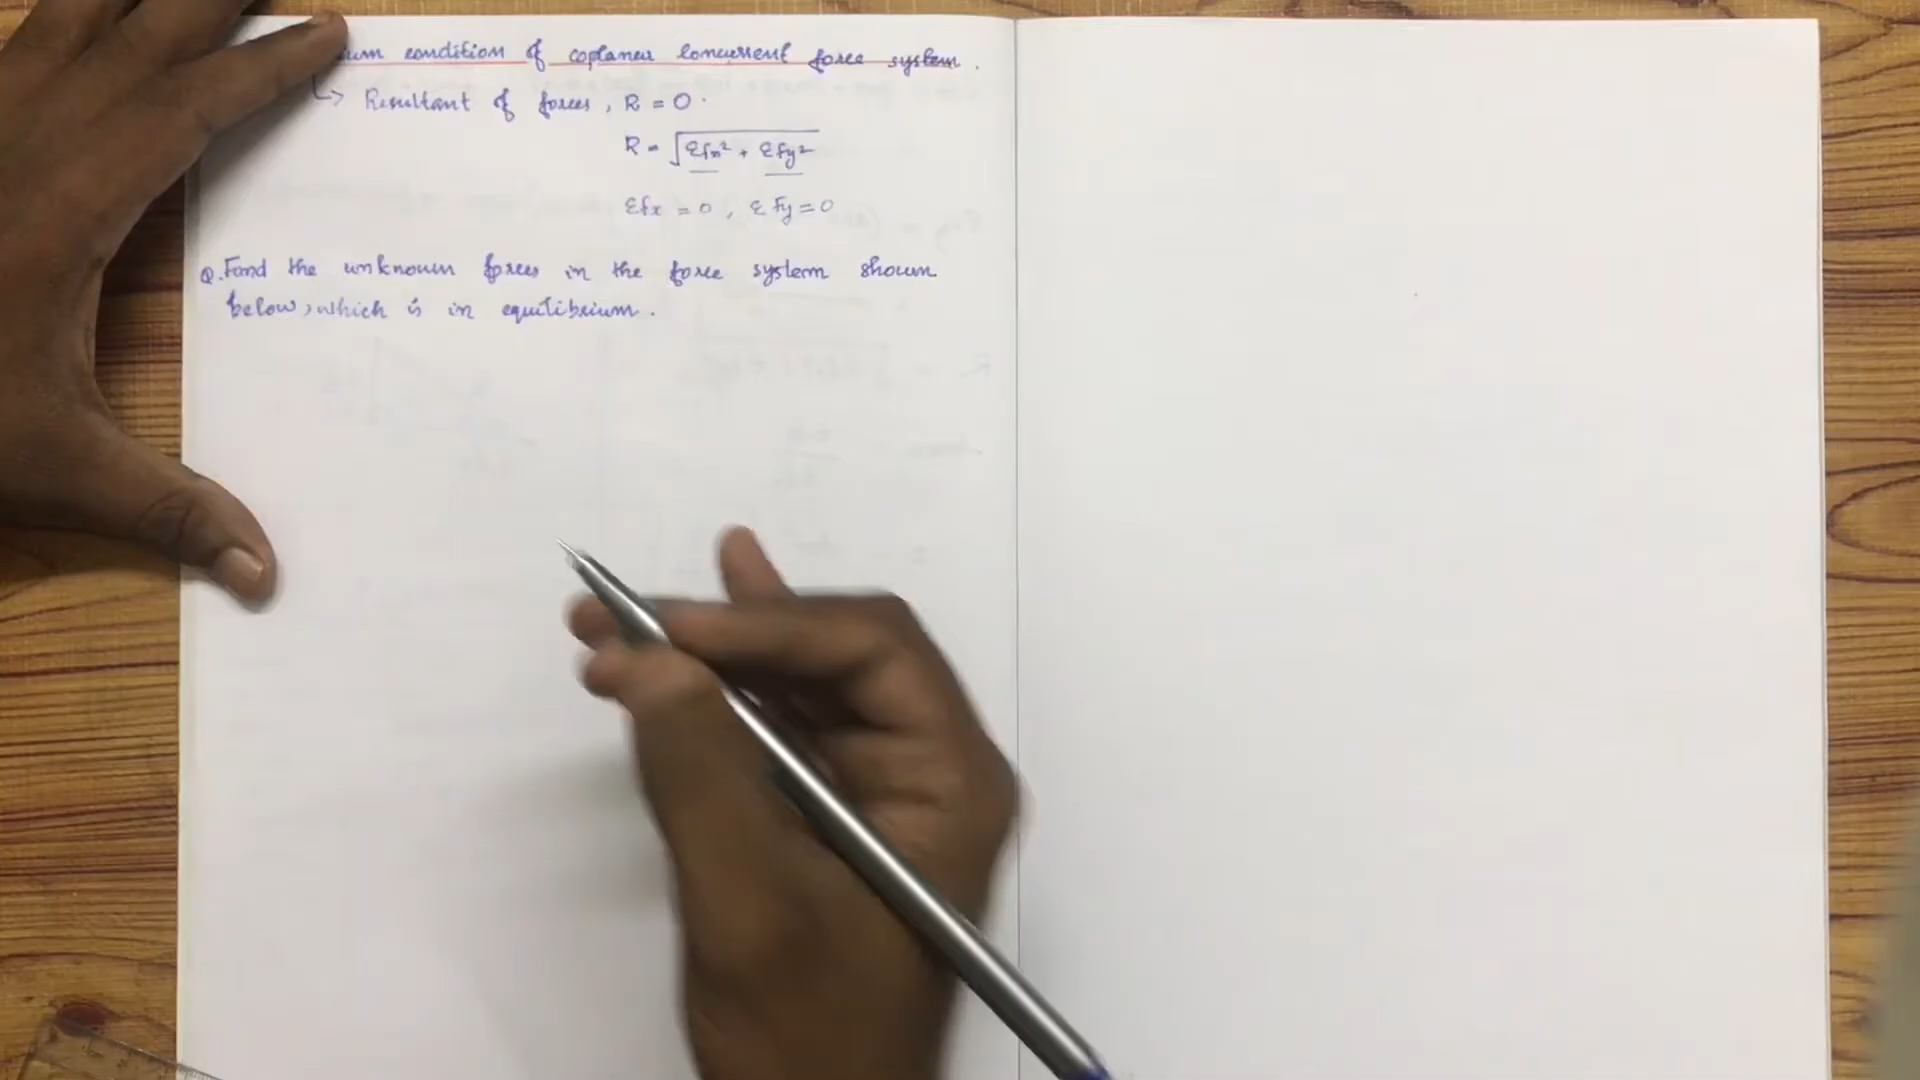 condition of coplanar concurrent force system.
↳ Resultant of forces, R = 0.
R = √Σfx² + Σfy²
Σfx = 0, Σfy = 0
Q. Find the unknown forces in the force system shown
below, which is in equilibrium.